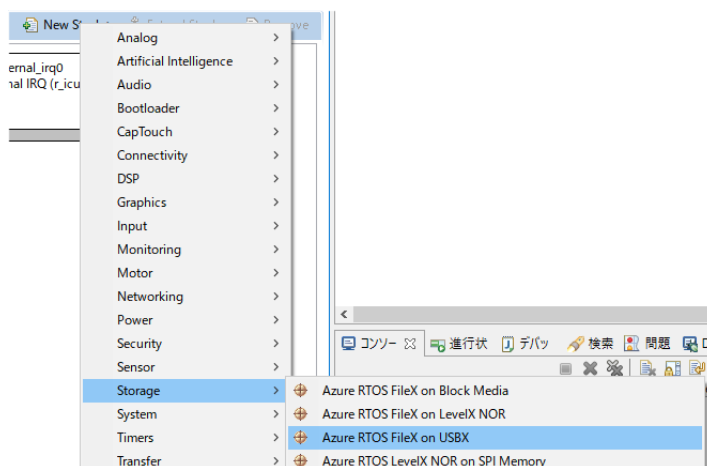 New
ernal_irq0
nal IRQ (r_icu
Analog
Artificial Intelligence
Audio
Bootloader
CapTouch
Connectivity
DSP
Graphics
Input
Monitoring
Motor
Networking
Power
Security
Sensor
Storage
System
Timers
Transfer
コンソー 進行状 デバッ 検索 問題
Azure RTOS FileX on Block Media
Azure RTOS FileX on LevelX NOR
Azure RTOS FileX on USBX
Azure RTOS LevelX NOR on SPI Memory